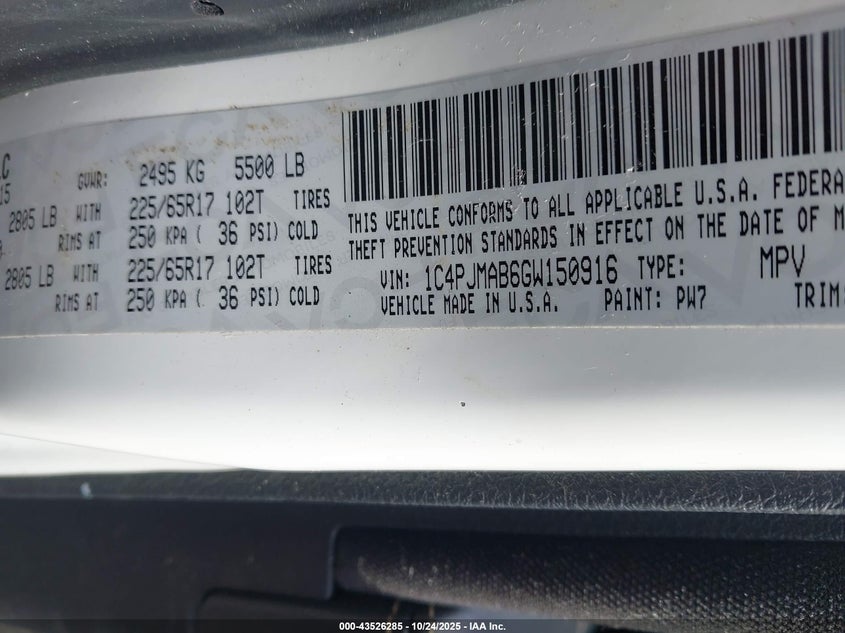 LC
15
GVWR: 2495 KG 5500 LB
2805 LB WITH 225/65R17 102T TIRES
RIMS AT 250 KPA ( 36 PSI) COLD
2805 LB WITH 225/65R17 102T TIRES
RIMS AT 250 KPA ( 36 PSI) COLD
THIS VEHICLE CONFORMS TO ALL APPLICABLE U.S.A. FEDERA
THEFT PREVENTION STANDARDS IN EFFECT ON THE DATE OF M
VIN: 1C4PJMAB6GW150916 TYPE: MPV
VEHICLE MADE IN U.S.A. PAINT: PW7 TRIM:
000-43526285 - 10/24/2025 - IAA Inc.